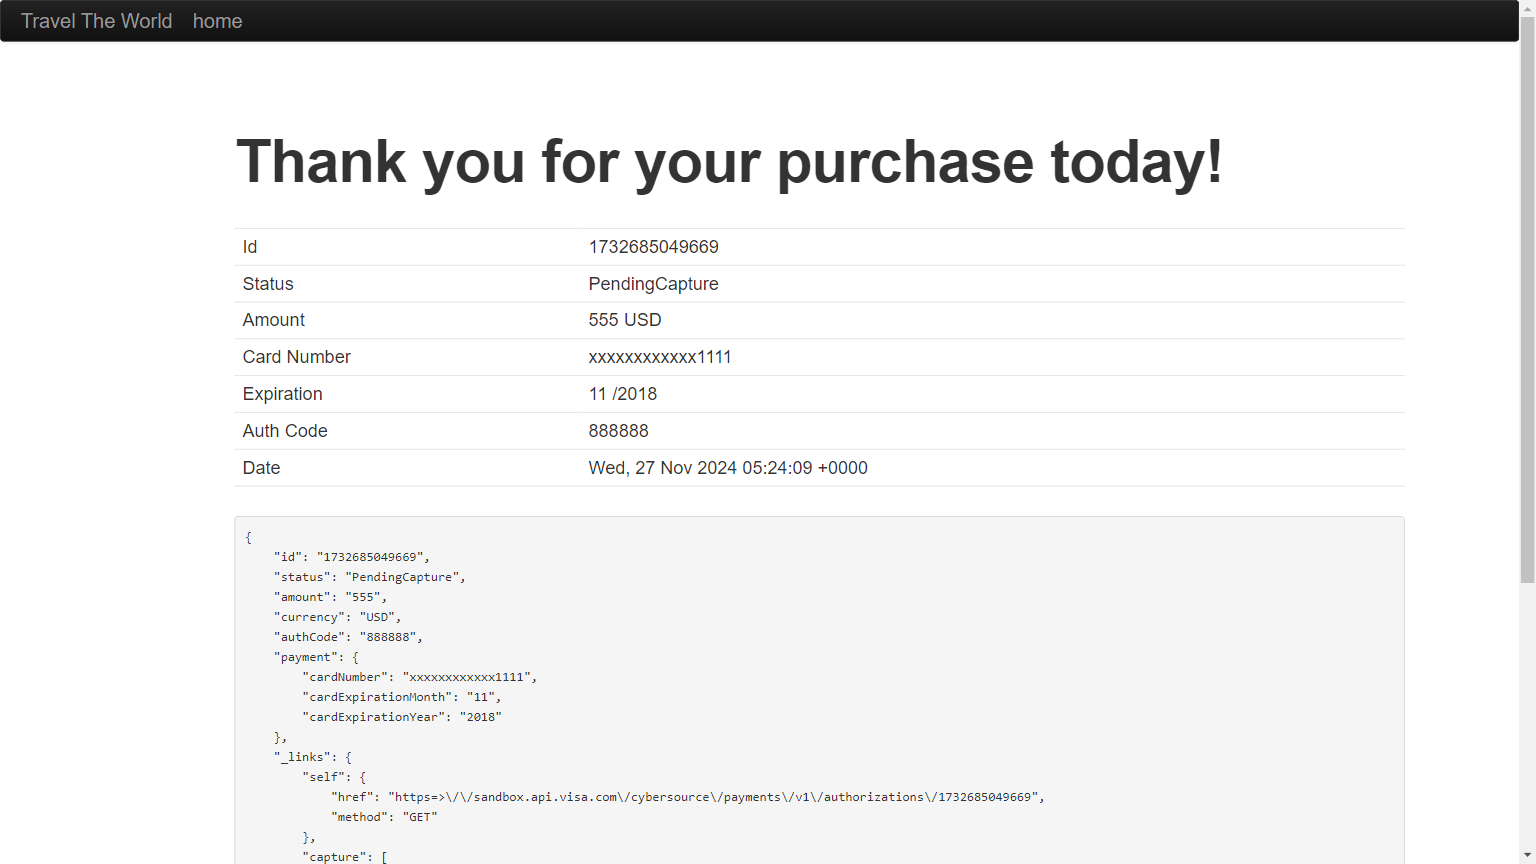 Travel The World home
Thank you for your purchase today!
Id 1732685049669
Status PendingCapture
Amount 555 USD
Card Number xxxxxxxxxxxx1111
Expiration 11 /2018
Auth Code 888888
Date Wed, 27 Nov 2024 05:24:09 +0000
{
    "id": "1732685049669",
    "status": "PendingCapture",
    "amount": "555",
    "currency": "USD",
    "authCode": "888888",
    "payment": {
        "cardNumber": "xxxxxxxxxxxx1111",
        "cardExpirationMonth": "11",
        "cardExpirationYear": "2018"
    },
    "_links": {
        "self": {
            "href": "https=>\/\/sandbox.api.visa.com\/cybersource\/payments\/v1\/authorizations\/1732685049669",
            "method": "GET"
        },
        "capture": [